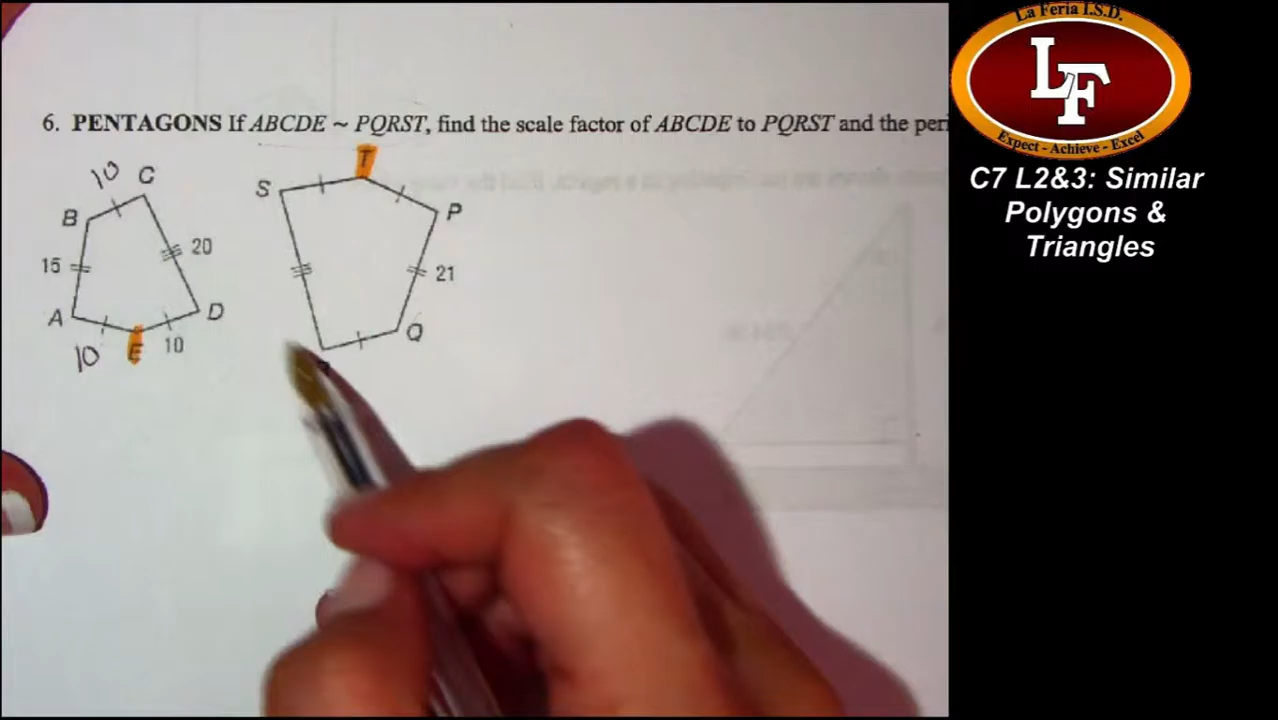 La Feria I.S.D.
LF
Expect - Achieve - Excel
C7 L2&3: Similar
Polygons &
Triangles
6. PENTAGONS If ABCDE ~ PQRST, find the scale factor of ABCDE to PQRST and the peri
10 C
S
T
B
P
20
15
21
A
D
Q
10
E
10